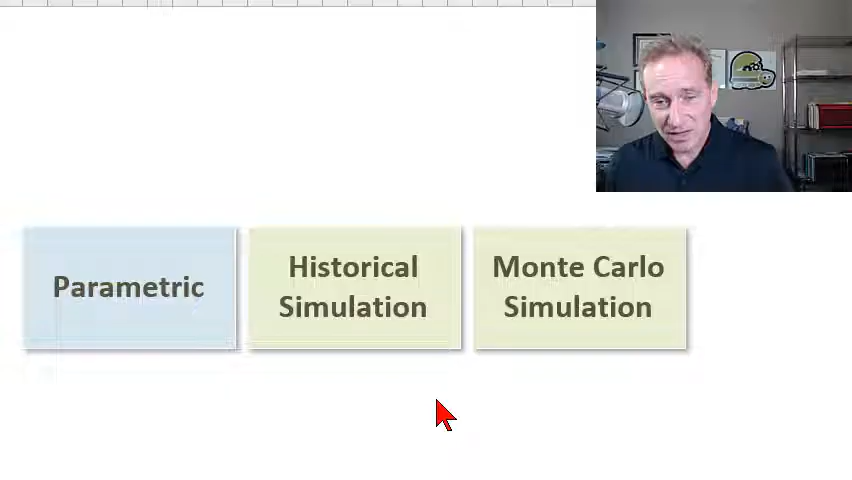 Parametric
Historical
Simulation
Monte Carlo
Simulation